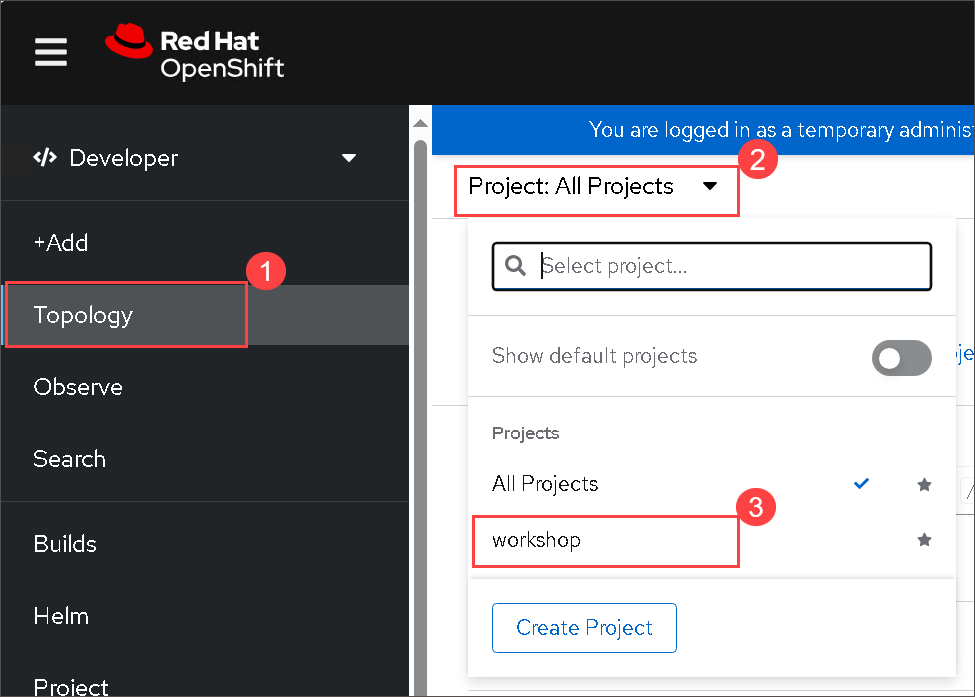 Red Hat
OpenShift
You are logged in as a temporary adminis
</> Developer
Project: All Projects
2
+Add
1
Select project...
Topology
Show default projects
Observe
Projects
Search
All Projects
3
workshop
Builds
Helm
Create Project
Project